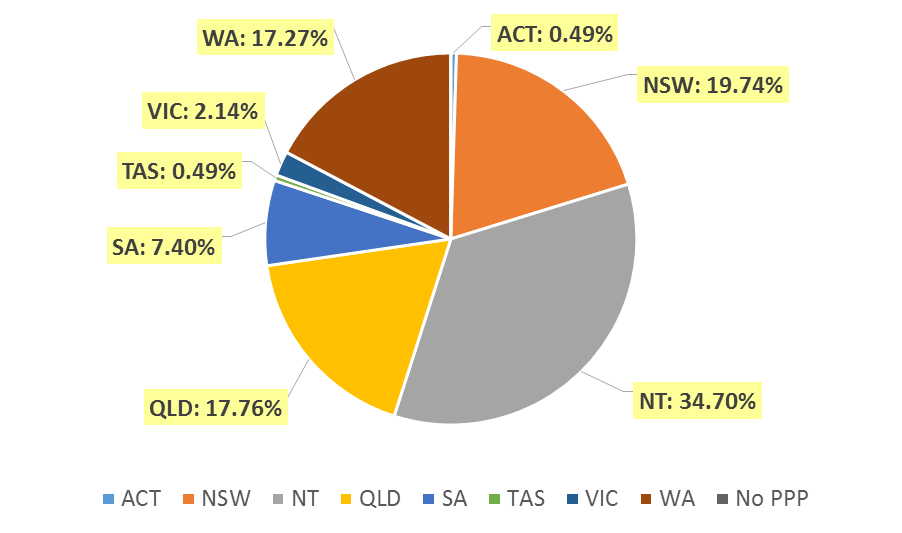 WA: 17.27%
ACT: 0.49%
NSW: 19.74%
VIC: 2.14%
TAS: 0.49%
SA: 7.40%
QLD: 17.76%
NT: 34.70%
ACT NSW NT QLD SA TAS VIC WA No PPP